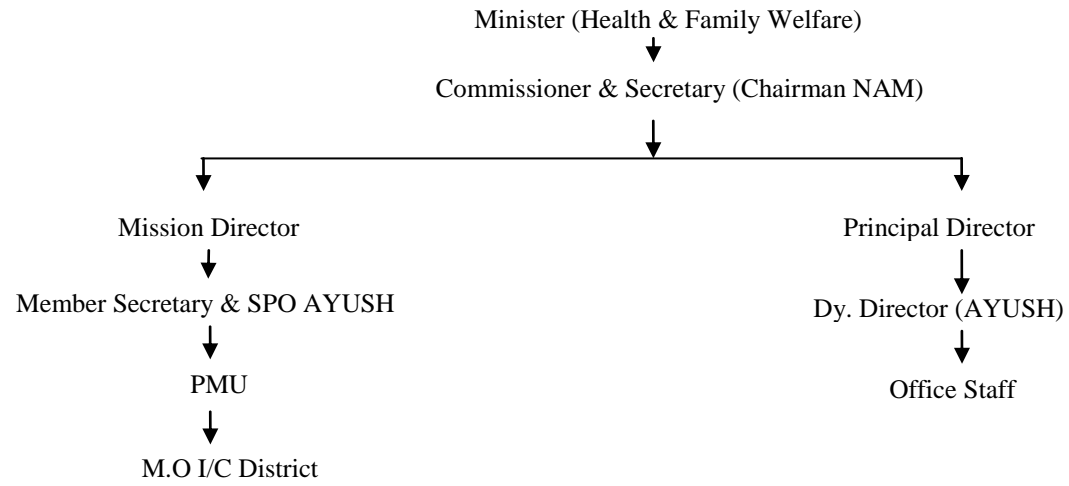 Minister (Health & Family Welfare)
Commissioner & Secretary (Chairman NAM)
Mission Director
Principal Director
Member Secretary & SPO AYUSH
Dy. Director (AYUSH)
PMU
Office Staff
M.O I/C District